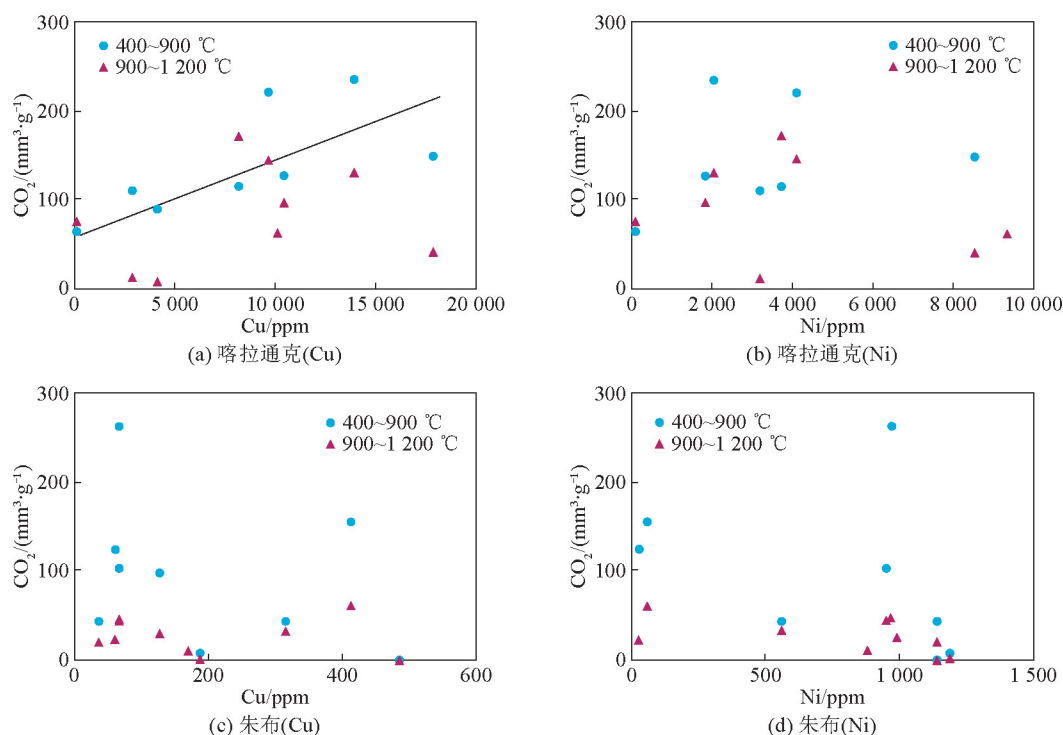 300
400~900 ℃
900~1 200 ℃
200
100
0
CO₂/(mm³·g⁻¹)
0
5 000
10 000
15 000
20 000
Cu/ppm
(a) 喀拉通克(Cu)
300
400~900 ℃
900~1 200 ℃
200
100
0
CO₂/(mm³·g⁻¹)
0
2 000
4 000
6 000
8 000
10 000
Ni/ppm
(b) 喀拉通克(Ni)
300
400~900 ℃
900~1 200 ℃
200
100
0
CO₂/(mm³·g⁻¹)
0
200
400
600
Cu/ppm
(c) 朱布(Cu)
300
400~900 ℃
900~1 200 ℃
200
100
0
CO₂/(mm³·g⁻¹)
0
500
1 000
1 500
Ni/ppm
(d) 朱布(Ni)